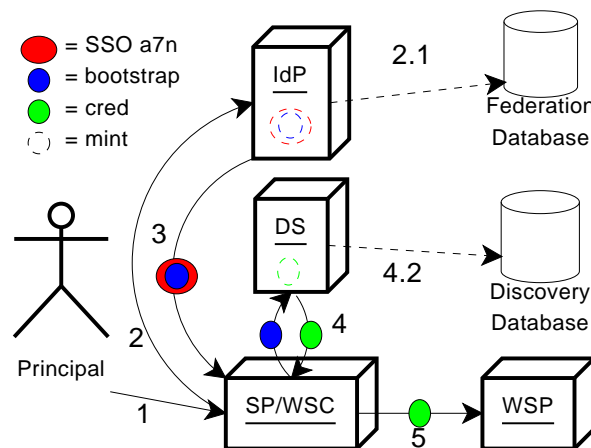 = SSO a7n
= bootstrap
= cred
= mint
IdP
2.1
Federation
Database
3
DS
4.2
Discovery
Database
2
4
Principal
1
SP/WSC
5
WSP